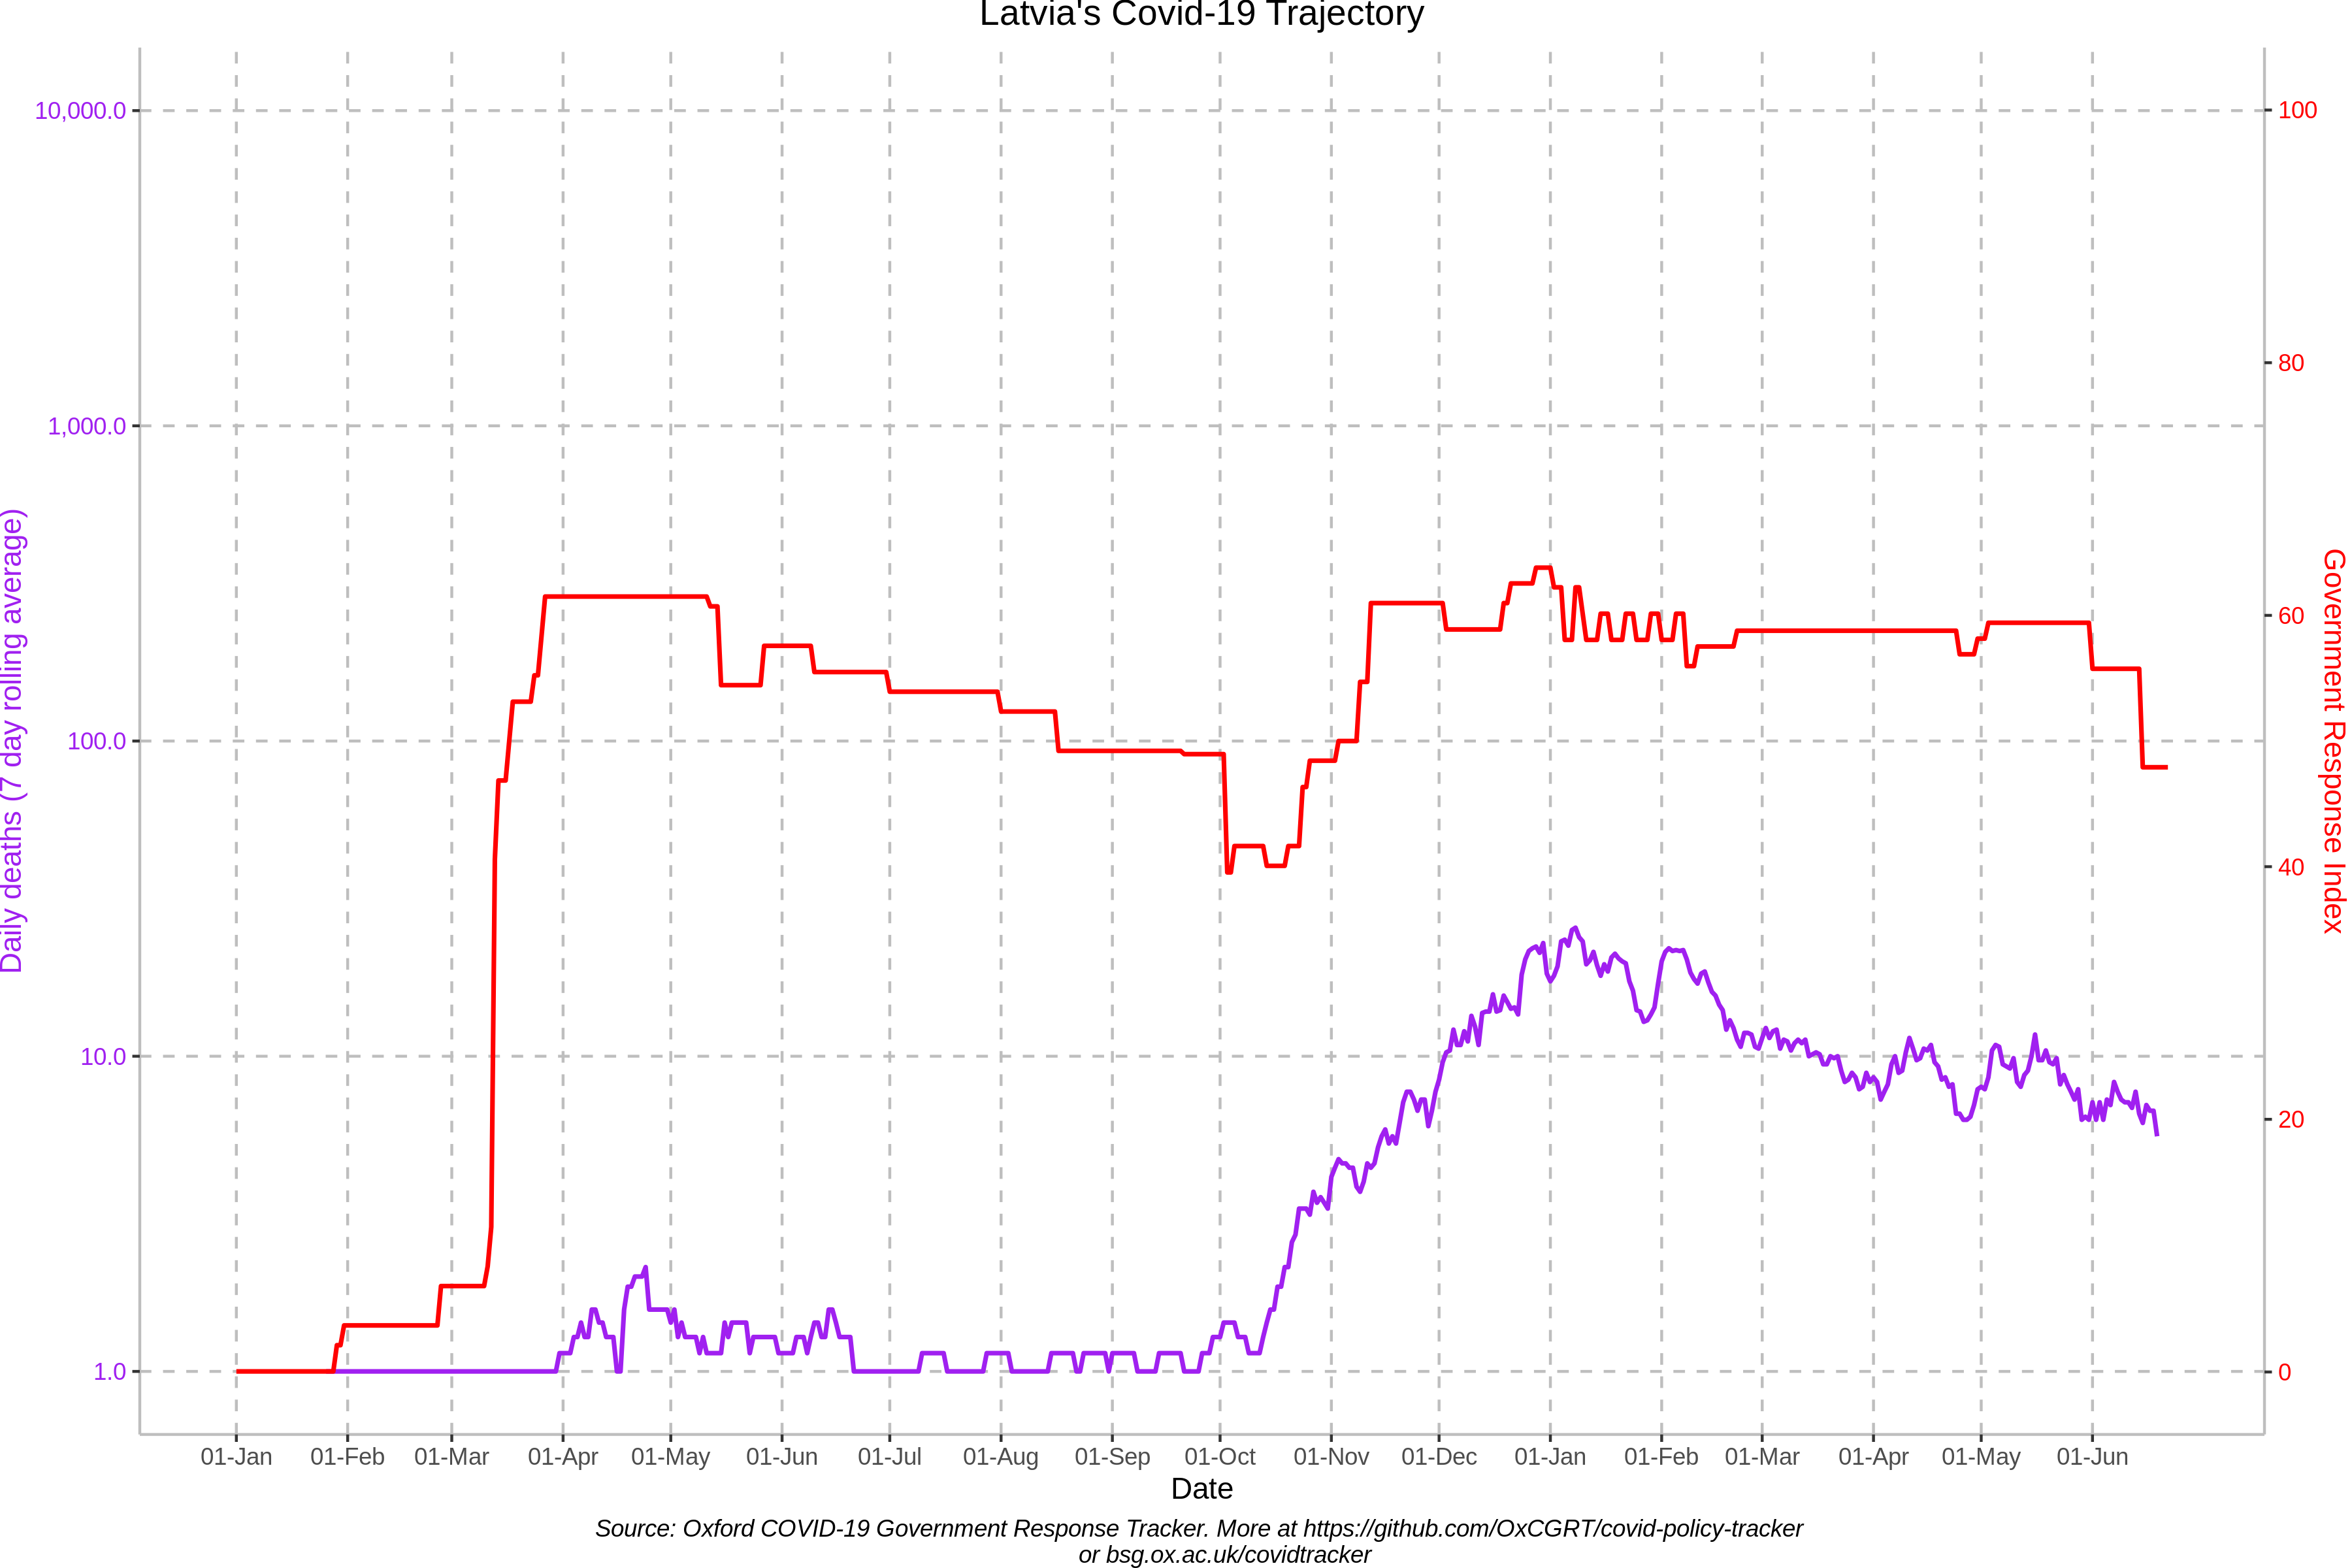 Latvia's Covid-19 Trajectory
10,000.0
1,000.0
100.0
10.0
1.0
Daily deaths (7 day rolling average)
100
80
60
40
20
0
Government Response Index
01-Jan 01-Feb 01-Mar 01-Apr 01-May 01-Jun 01-Jul 01-Aug 01-Sep 01-Oct 01-Nov 01-Dec 01-Jan 01-Feb 01-Mar 01-Apr 01-May 01-Jun
Date
Source: Oxford COVID-19 Government Response Tracker. More at https://github.com/OxCGRT/covid-policy-tracker
or bsg.ox.ac.uk/covidtracker